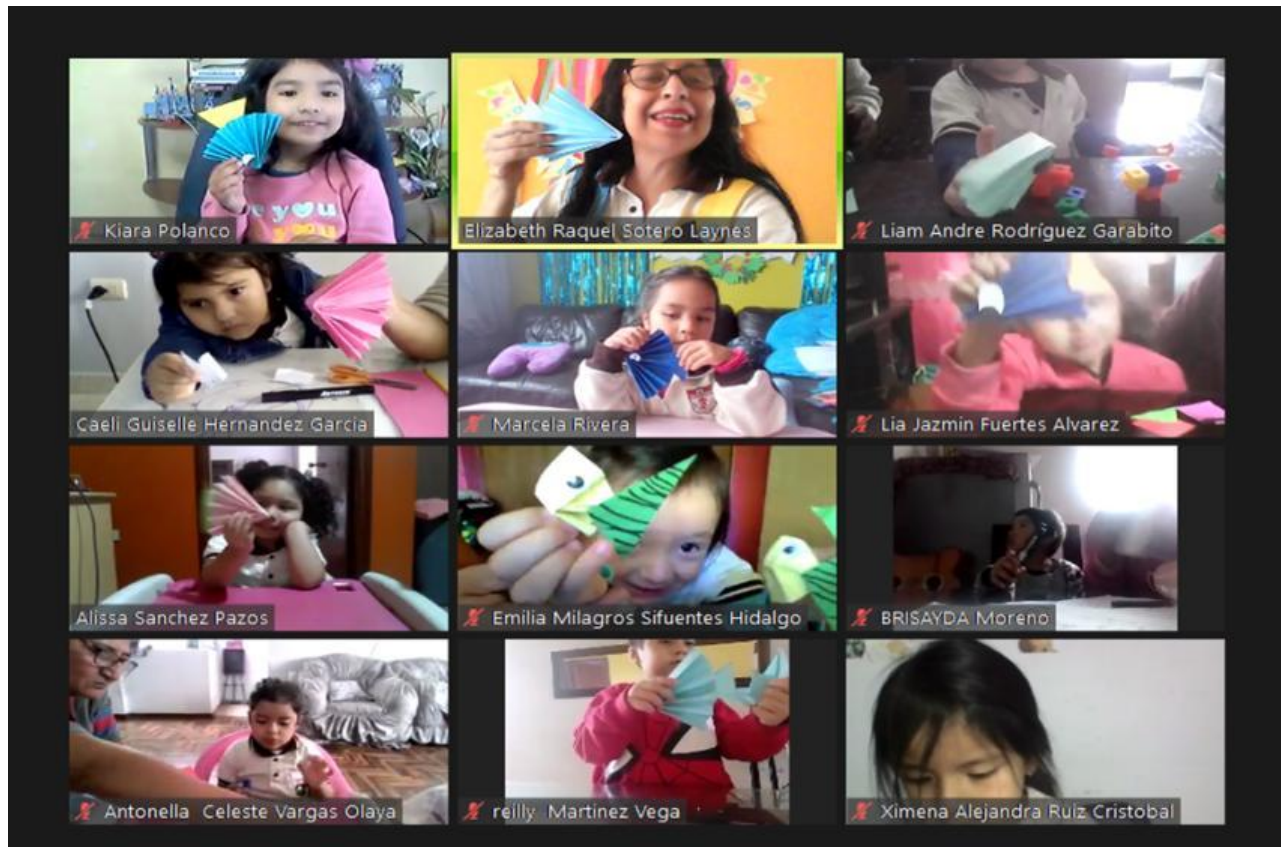 Kiara Polanco
Elizabeth Raquel Sotero Laynes
Liam Andre Rodríguez Garabito
Caeli Guiselle Hernandez Garcia
Marcela Rivera
Lia Jazmin Fuertes Alvarez
Alissa Sanchez Pazos
Emilia Milagros Sifuentes Hidalgo
BRISAYDA Moreno
Antonella Celeste Vargas Olaya
reilly Martinez Vega
Ximena Alejandra Ruiz Cristobal